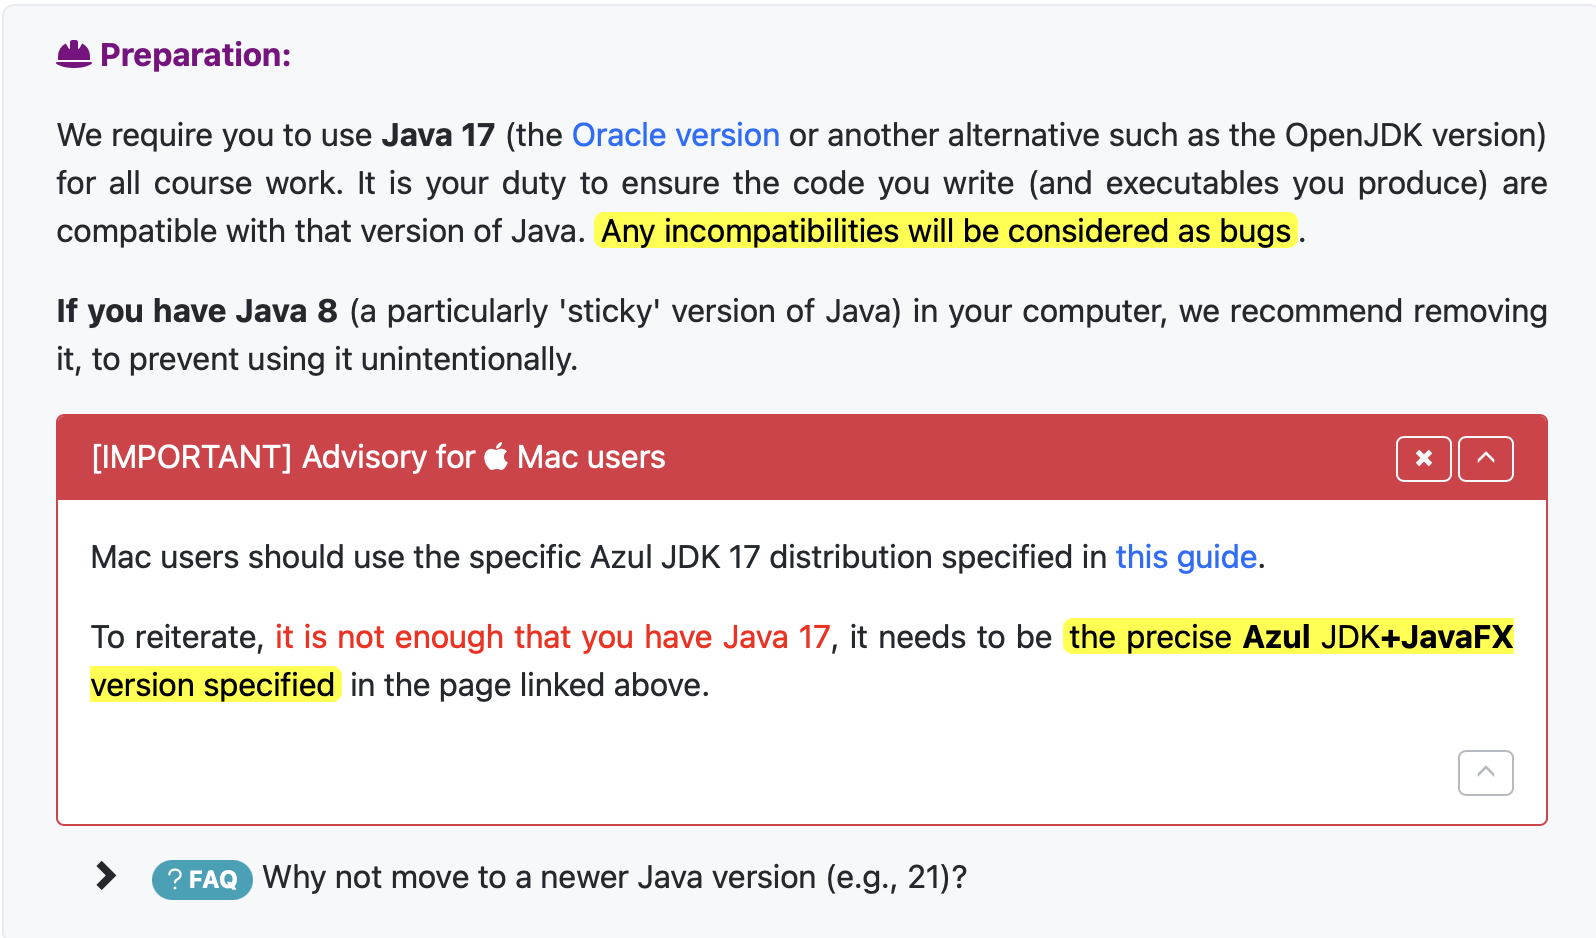 Preparation:
We require you to use Java 17 (the Oracle version or another alternative such as the OpenJDK version)
for all course work. It is your duty to ensure the code you write (and executables you produce) are
compatible with that version of Java. Any incompatibilities will be considered as bugs.
If you have Java 8 (a particularly 'sticky' version of Java) in your computer, we recommend removing
it, to prevent using it unintentionally.
[IMPORTANT] Advisory for Mac users
Mac users should use the specific Azul JDK 17 distribution specified in this guide.
To reiterate, it is not enough that you have Java 17, it needs to be the precise Azul JDK+JavaFX
version specified in the page linked above.
? FAQ Why not move to a newer Java version (e.g., 21)?